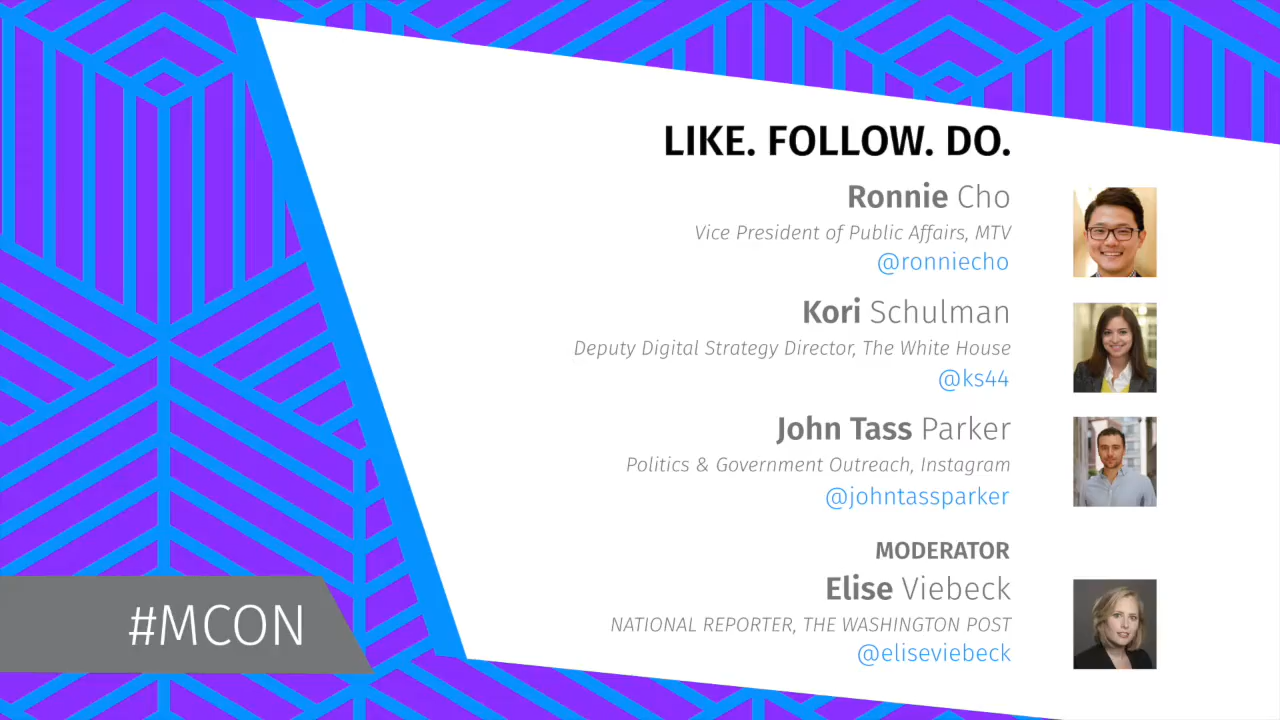 LIKE. FOLLOW. DO.
Ronnie Cho
Vice President of Public Affairs, MTV
@ronniecho
Kori Schulman
Deputy Digital Strategy Director, The White House
@ks44
John Tass Parker
Politics & Government Outreach, Instagram
@johntassparker
MODERATOR
Elise Viebeck
NATIONAL REPORTER, THE WASHINGTON POST
@eliseviebeck
#MCON